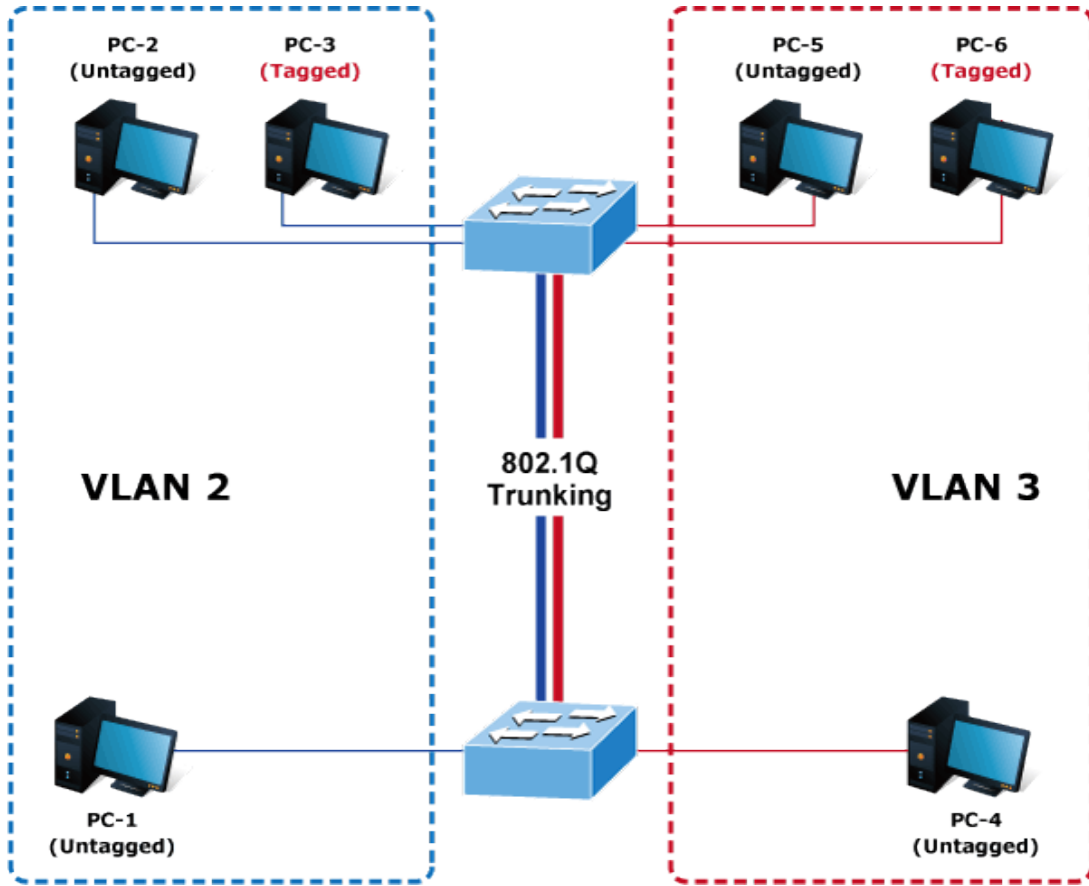 PC-2
(Untagged)
PC-3
(Tagged)
PC-5
(Untagged)
PC-6
(Tagged)
802.1Q
Trunking
VLAN 2
VLAN 3
PC-1
(Untagged)
PC-4
(Untagged)